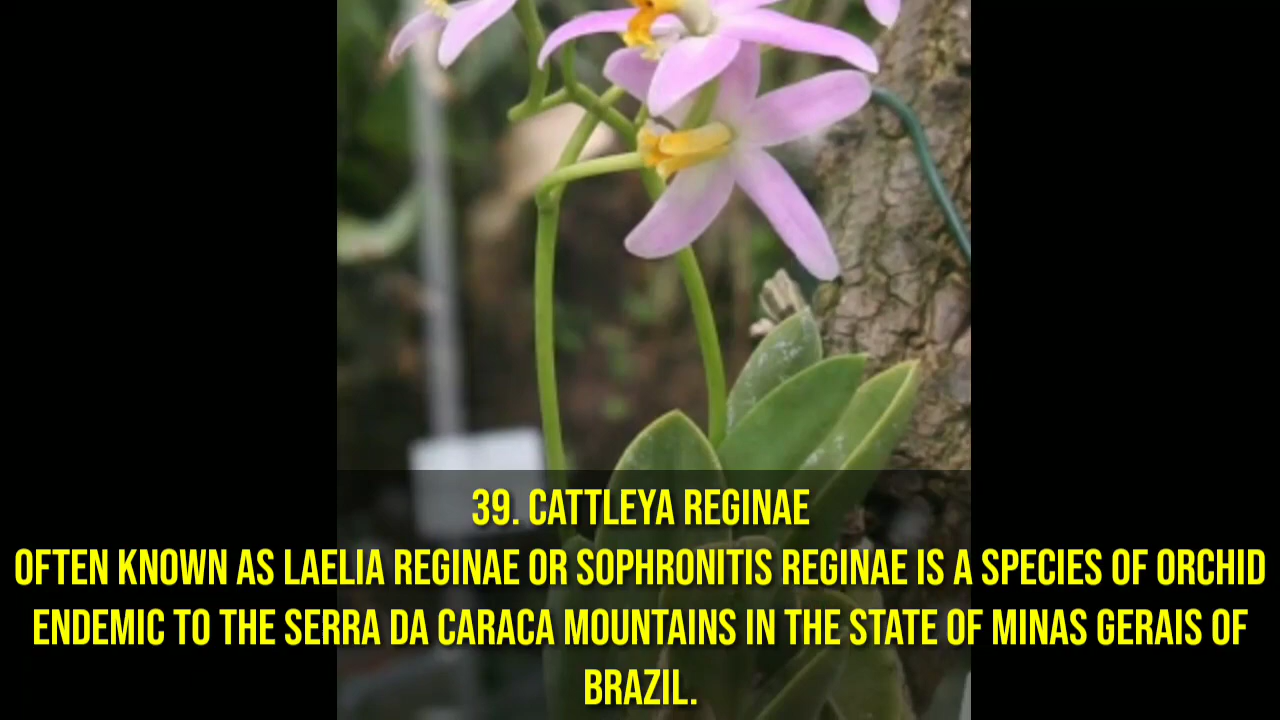 39. CATTLEYA REGINAE
OFTEN KNOWN AS LAELIA REGINAE OR SOPHRONITIS REGINAE IS A SPECIES OF ORCHID
ENDEMIC TO THE SERRA DA CARACA MOUNTAINS IN THE STATE OF MINAS GERAIS OF
BRAZIL.